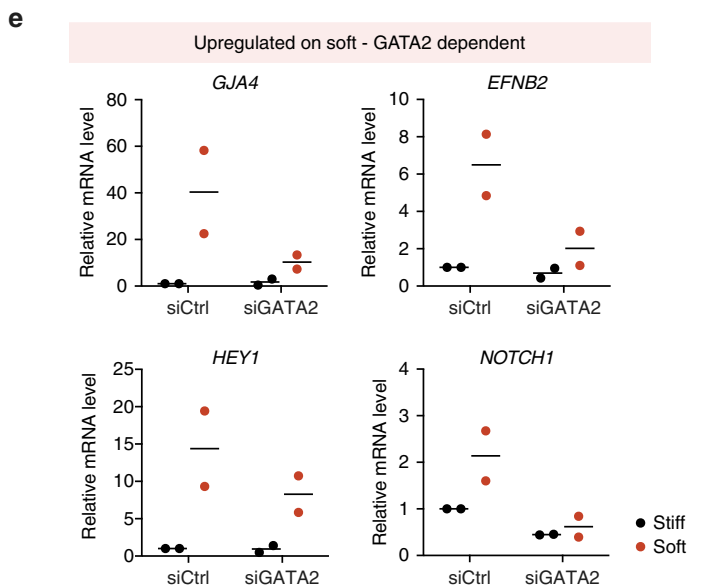 e
Upregulated on soft - GATA2 dependent
GJA4
Relative mRNA level
80
60
40
20
0
siCtrl
siGATA2
EFNB2
Relative mRNA level
10
8
6
4
2
0
siCtrl
siGATA2
HEY1
Relative mRNA level
25
20
15
10
5
0
siCtrl
siGATA2
NOTCH1
Relative mRNA level
4
3
2
1
0
siCtrl
siGATA2
Stiff
Soft